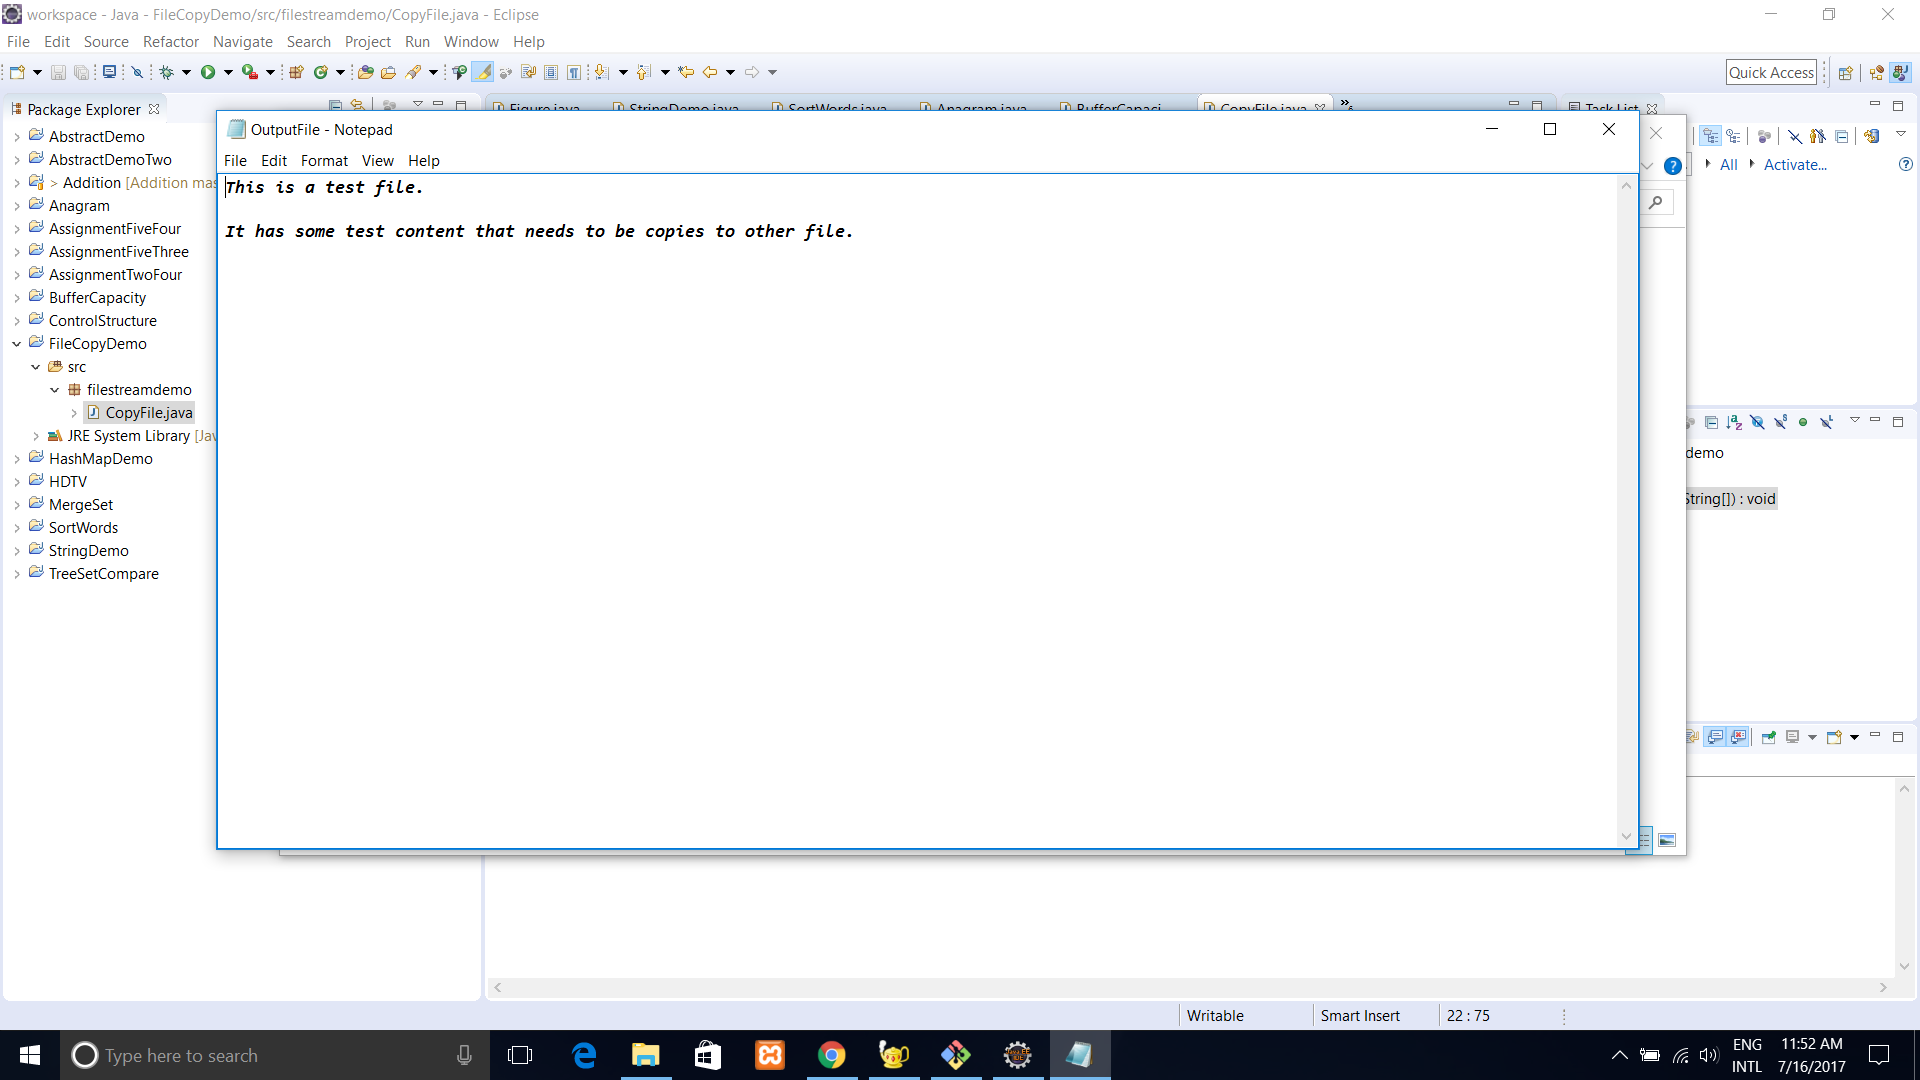 workspace - Java - FileCopyDemo/src/filestreamdemo/CopyFile.java - Eclipse
File Edit Source Refactor Navigate Search Project Run Window Help
Quick Access
Package Explorer
Figure.java StringDemo.java SortWords.java Anagram.java BufferCapaci... CopyFile.java
Task List
AbstractDemo
AbstractDemoTwo
> Addition [Addition mas
Anagram
AssignmentFiveFour
AssignmentFiveThree
AssignmentTwoFour
BufferCapacity
ControlStructure
FileCopyDemo
src
filestreamdemo
CopyFile.java
JRE System Library [Jav
HashMapDemo
HDTV
MergeSet
SortWords
StringDemo
TreeSetCompare
OutputFile - Notepad
File Edit Format View Help
This is a test file.
It has some test content that needs to be copies to other file.
All Activate...
demo
String[]) : void
Writable Smart Insert 22 : 75
Type here to search
ENG
INTL
11:52 AM
7/16/2017